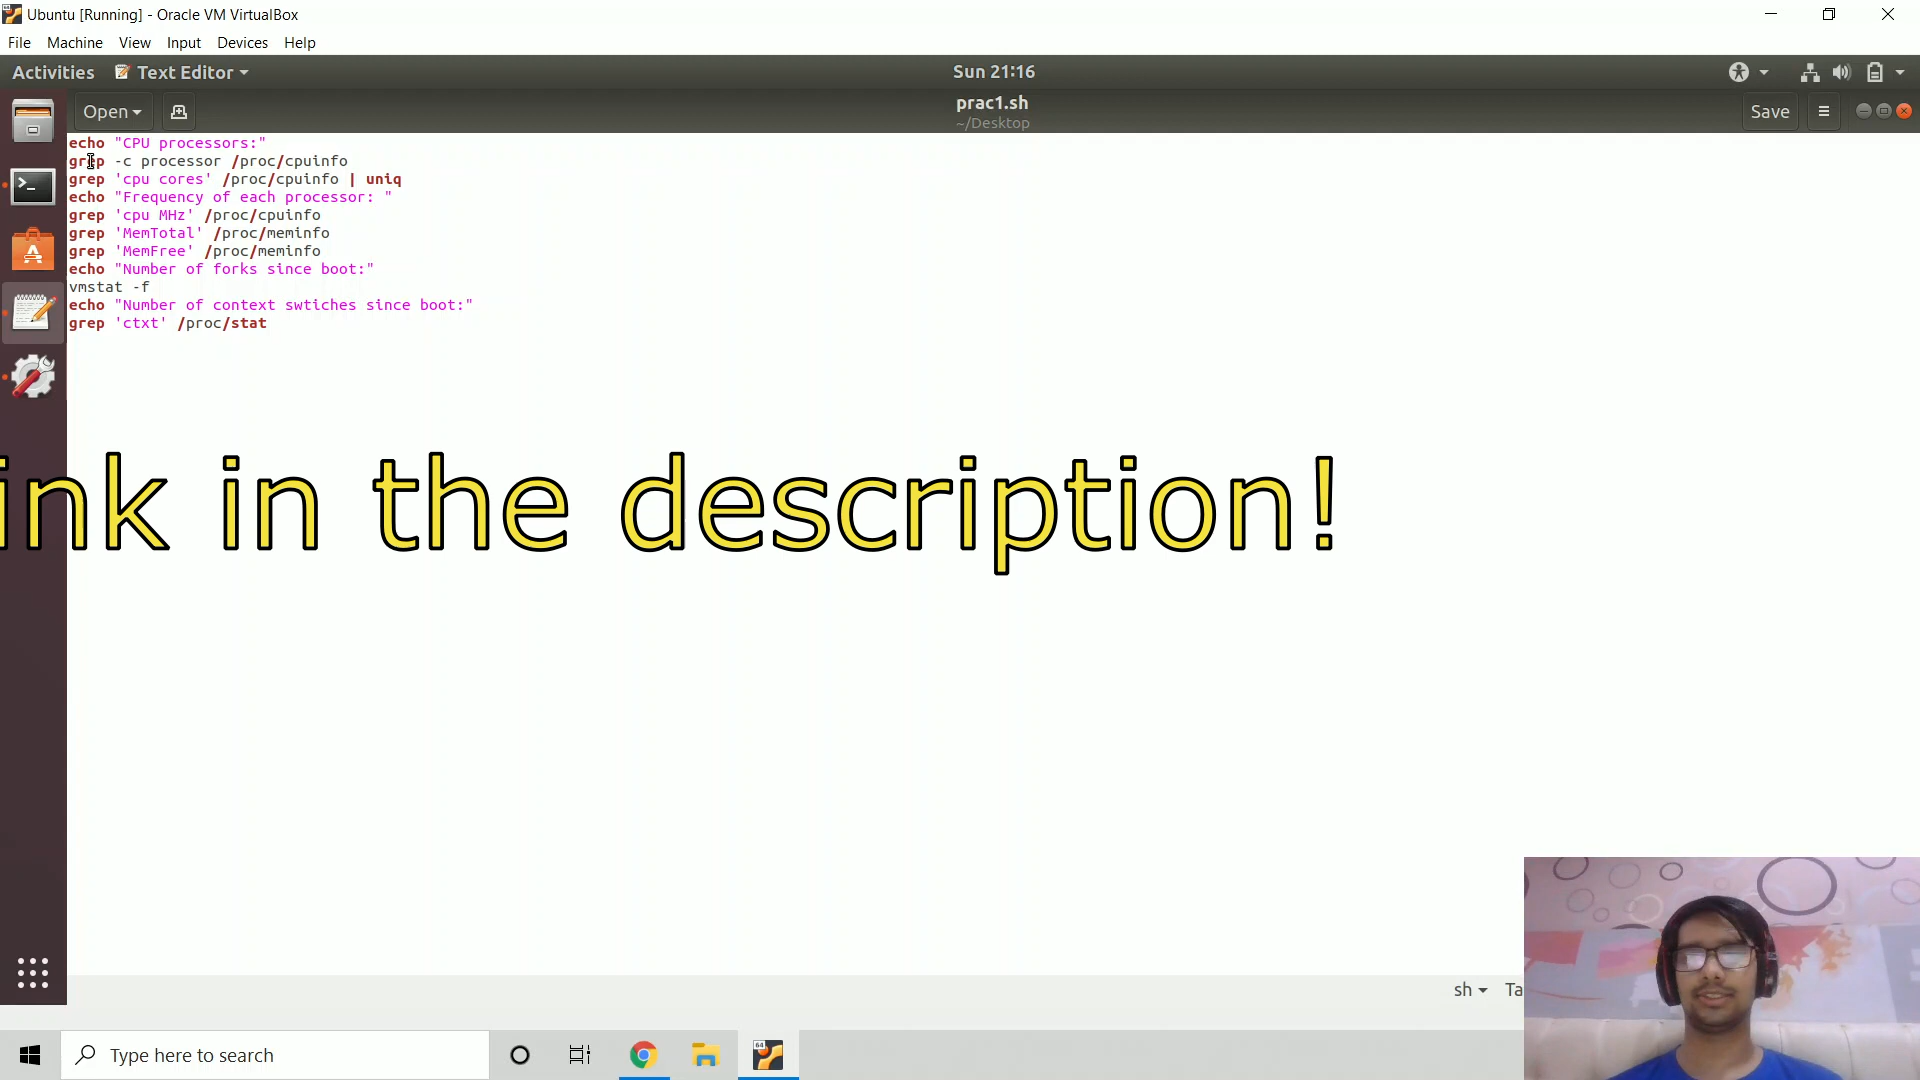 Ubuntu [Running] - Oracle VM VirtualBox
File Machine View Input Devices Help
Activities Text Editor Sun 21:16
Open prac1.sh Save
~/Desktop
echo "CPU processors:"
grep -c processor /proc/cpuinfo
grep 'cpu cores' /proc/cpuinfo | uniq
echo "Frequency of each processor: "
grep 'cpu MHz' /proc/cpuinfo
grep 'MemTotal' /proc/meminfo
grep 'MemFree' /proc/meminfo
echo "Number of forks since boot:"
vmstat -f
echo "Number of context swtiches since boot:"
grep 'ctxt' /proc/stat
ink in the description!
sh Ta
Type here to search
64